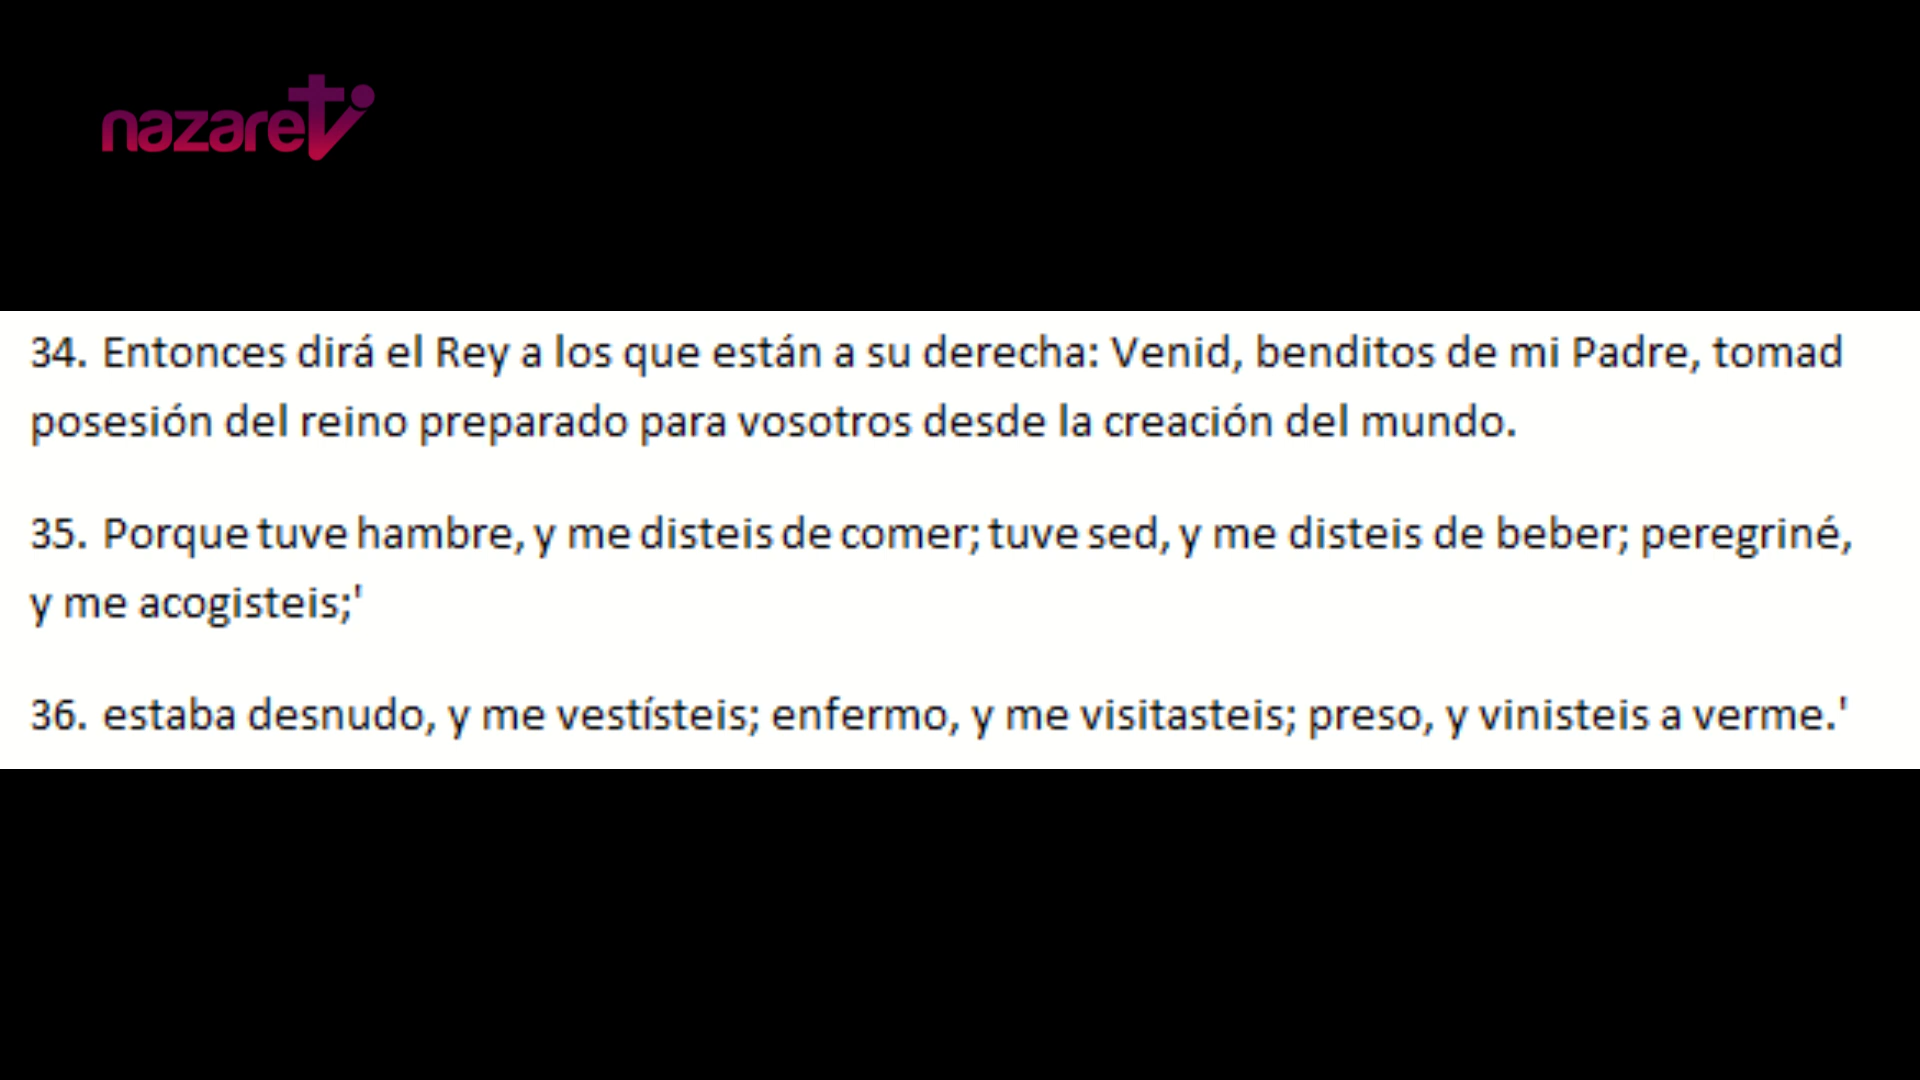 nazaret
34. Entonces dirá el Rey a los que están a su derecha: Venid, benditos de mi Padre, tomad
posesión del reino preparado para vosotros desde la creación del mundo.
35. Porque tuve hambre, y me disteis de comer; tuve sed, y me disteis de beber; peregriné,
y me acogisteis;'
36. estaba desnudo, y me vestísteis; enfermo, y me visitasteis; preso, y vinisteis a verme.'